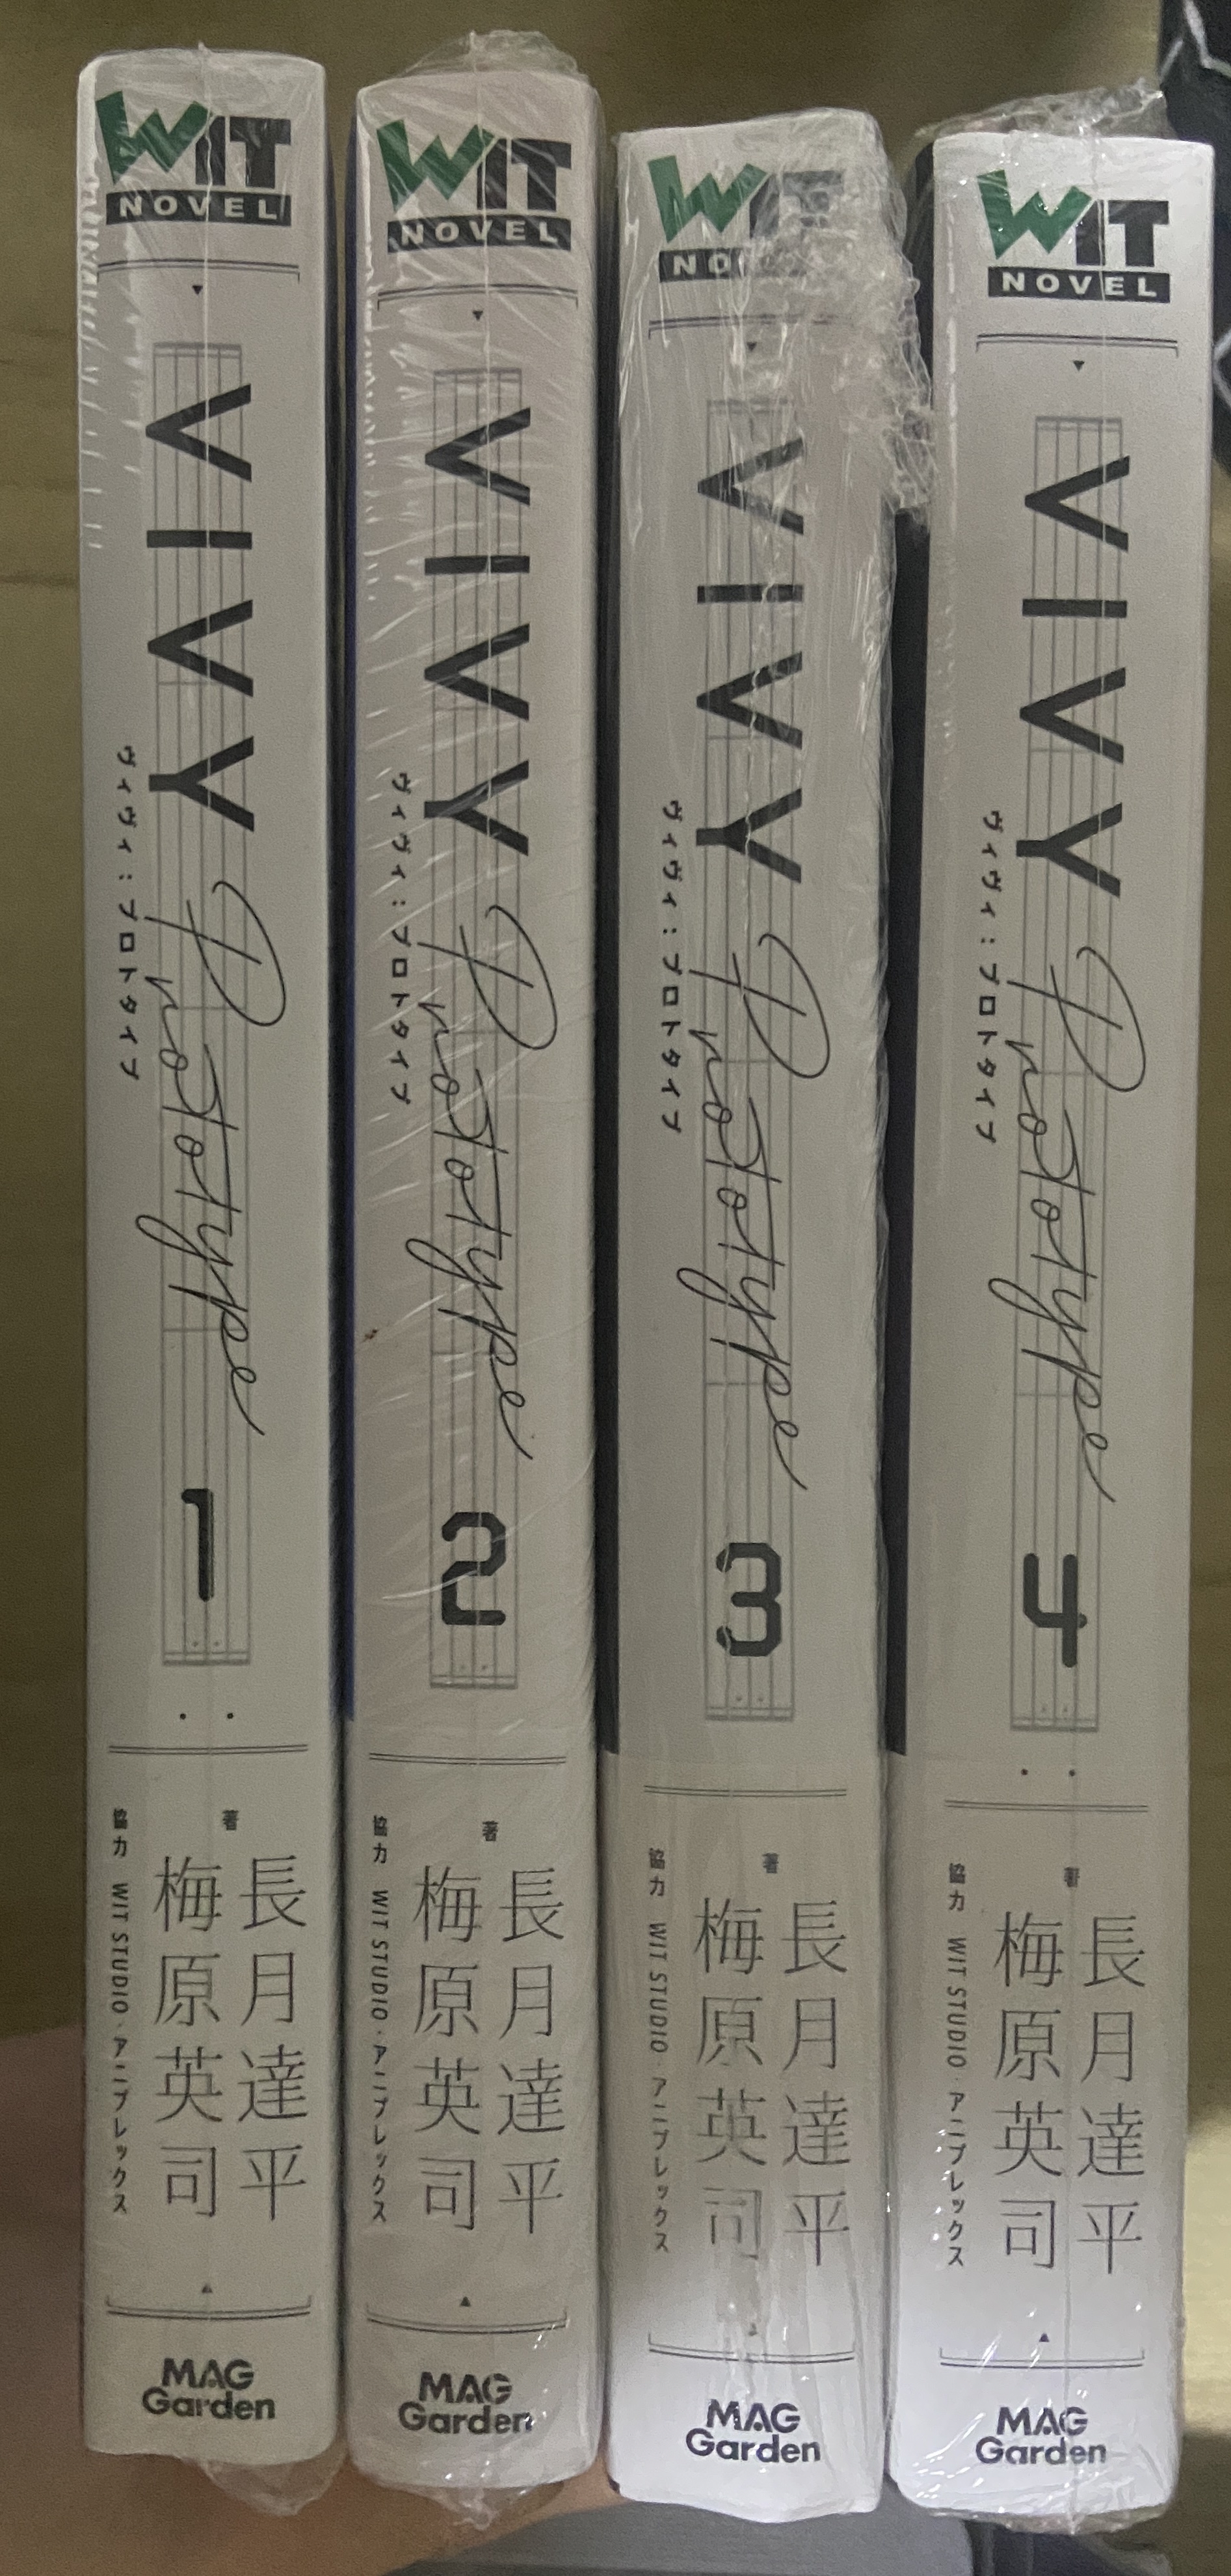 WIT
NOVEL
VIVY Prototype
ヴィヴィ:プロトタイプ
1
著
長月達平
梅原英司
協力 WIT STUDIO・アニプレックス
MAG
Garden
WIT
NOVEL
VIVY Prototype
ヴィヴィ:プロトタイプ
2
著
長月達平
梅原英司
協力 WIT STUDIO・アニプレックス
MAG
Garden
WIT
NO
VIVY Prototype
ヴィヴィ:プロトタイプ
3
著
長月達平
梅原英司
協力 WIT STUDIO・アニプレックス
MAG
Garden
WIT
NOVEL
VIVY Prototype
ヴィヴィ:プロトタイプ
4
著
長月達平
梅原英司
協力 WIT STUDIO・アニプレックス
MAG
Garden